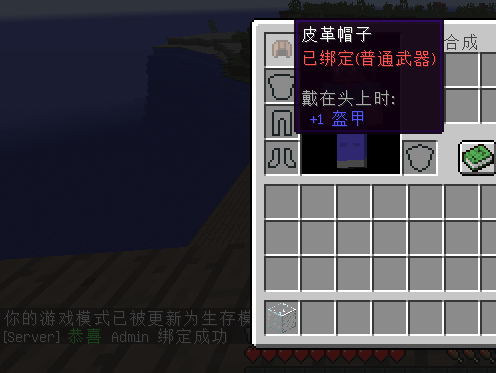 皮革帽子
已绑定(普通武器)
合成
戴在头上时:
+1 盔甲
你的游戏模式已被更新为生存模
[Server] 恭喜 Admin 绑定成功